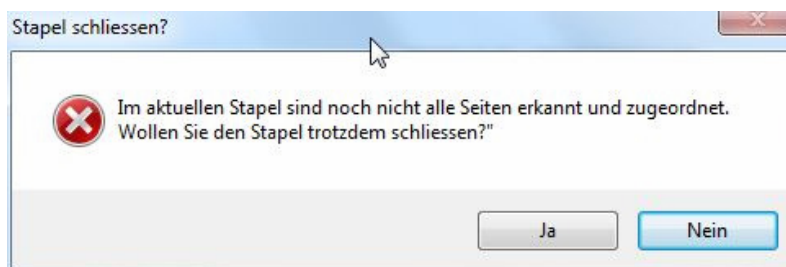 Stapel schliessen?
Im aktuellen Stapel sind noch nicht alle Seiten erkannt und zugeordnet.
Wollen Sie den Stapel trotzdem schliessen?"
Ja
Nein